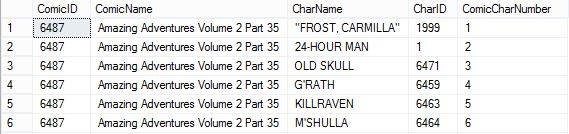 ComicID ComicName CharName CharID ComicCharNumber
1 6487 Amazing Adventures Volume 2 Part 35 "FROST, CARMILLA" 1999 1
2 6487 Amazing Adventures Volume 2 Part 35 24-HOUR MAN 1 2
3 6487 Amazing Adventures Volume 2 Part 35 OLD SKULL 6471 3
4 6487 Amazing Adventures Volume 2 Part 35 G'RATH 6459 4
5 6487 Amazing Adventures Volume 2 Part 35 KILLRAVEN 6463 5
6 6487 Amazing Adventures Volume 2 Part 35 M'SHULLA 6464 6